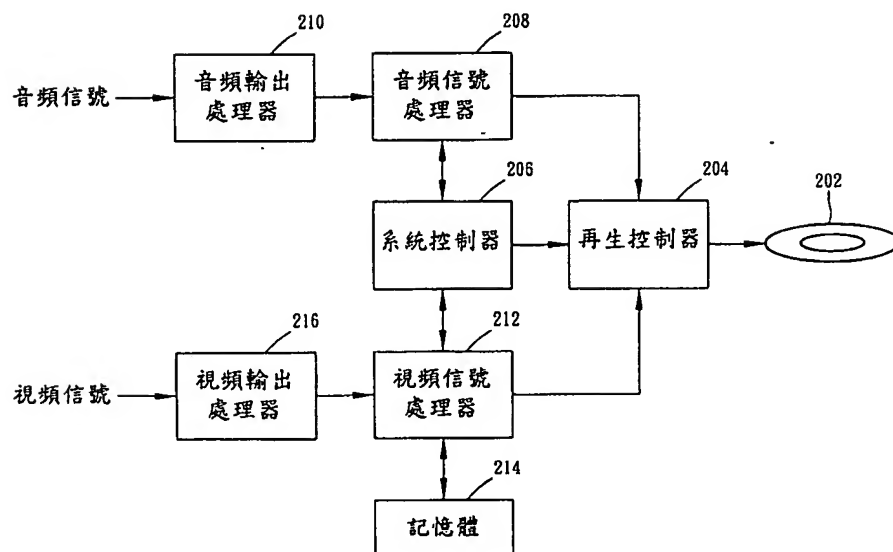 210
208
音頻信號
音頻輸出
處理器
音頻信號
處理器
206
204
202
系統控制器
再生控制器
216
212
視頻信號
視頻輸出
處理器
視頻信號
處理器
214
記憶體